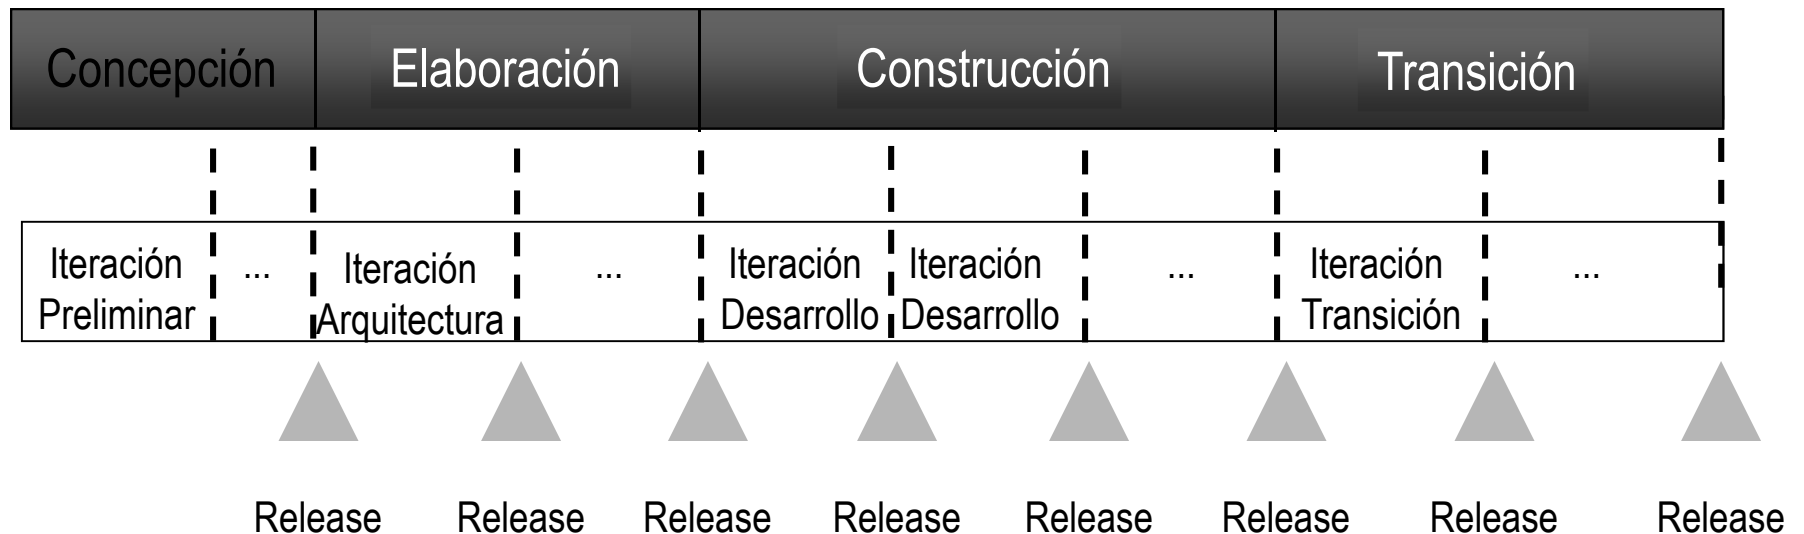 Concepción Elaboración Construcción Transición
Iteración Preliminar
...
Iteración Arquitectura
...
Iteración Desarrollo
Iteración Desarrollo
...
Iteración Transición
...
Release Release Release Release Release Release Release Release